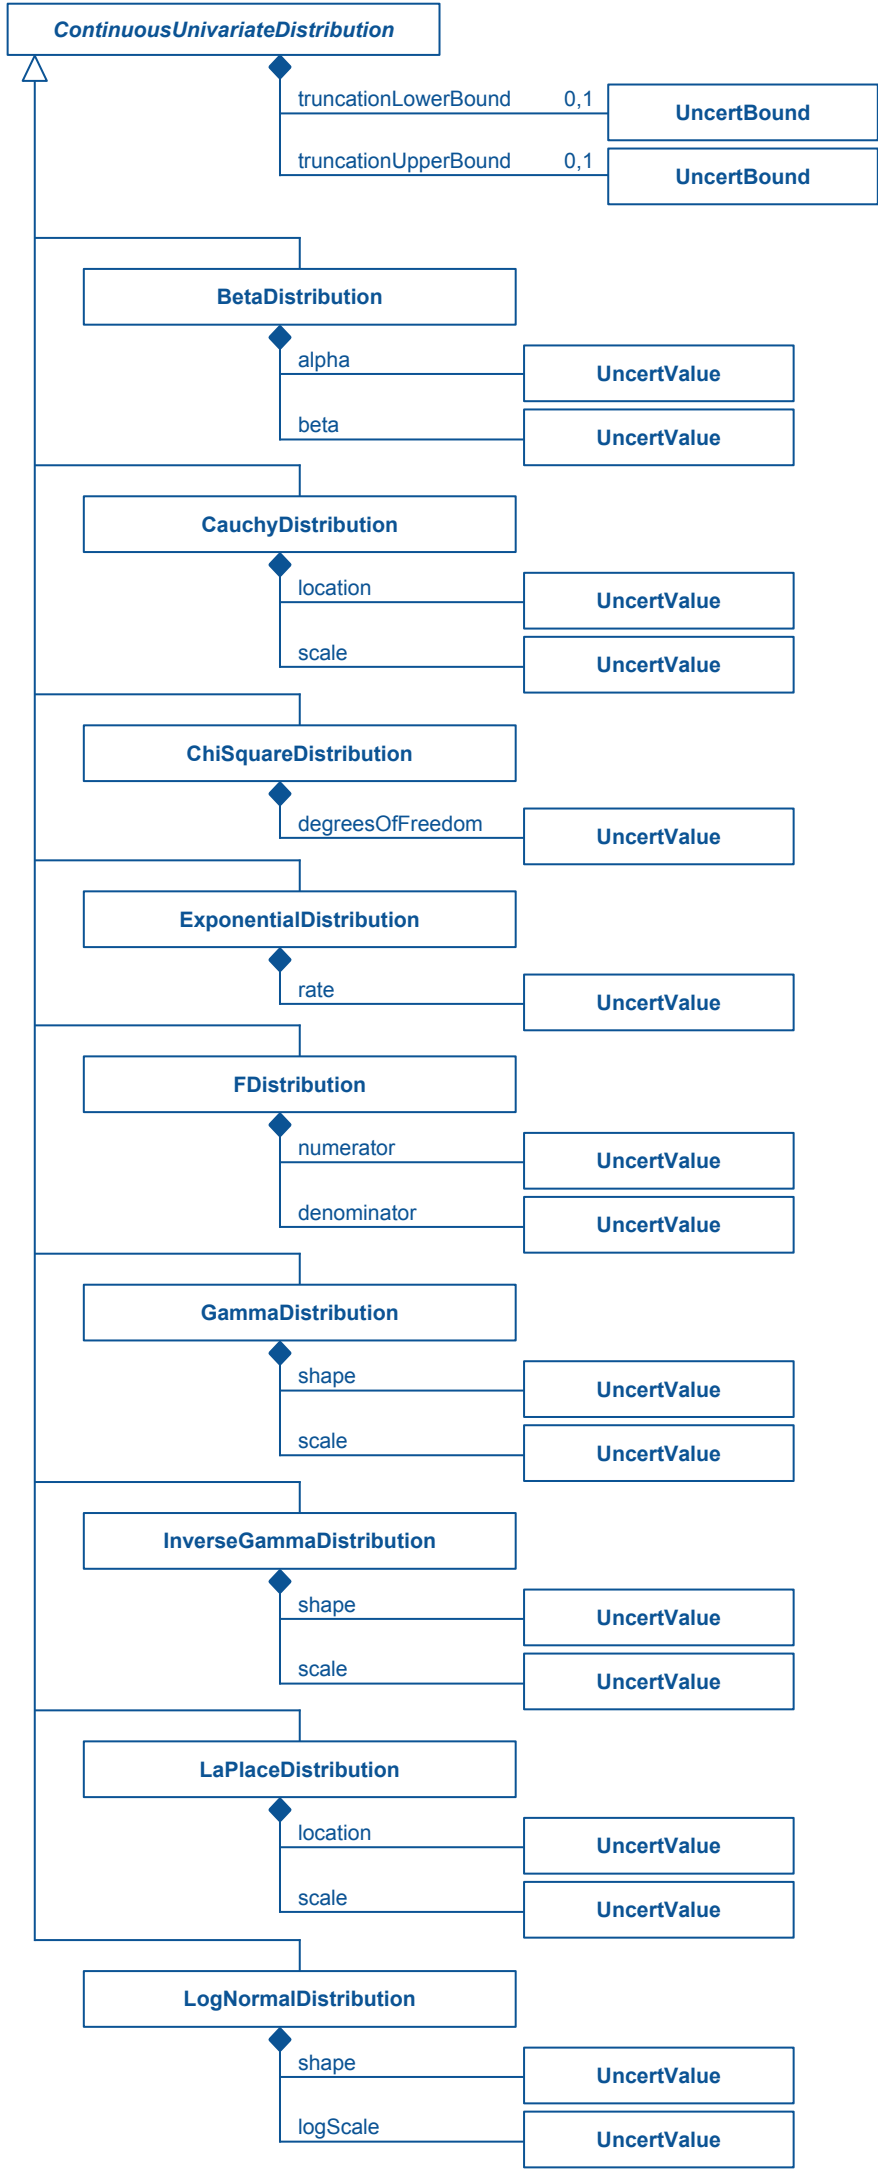 ContinuousUnivariateDistribution
truncationLowerBound 0,1 UncertBound
truncationUpperBound 0,1 UncertBound
BetaDistribution
alpha UncertValue
beta UncertValue
CauchyDistribution
location UncertValue
scale UncertValue
ChiSquareDistribution
degreesOfFreedom UncertValue
ExponentialDistribution
rate UncertValue
FDistribution
numerator UncertValue
denominator UncertValue
GammaDistribution
shape UncertValue
scale UncertValue
InverseGammaDistribution
shape UncertValue
scale UncertValue
LaPlaceDistribution
location UncertValue
scale UncertValue
LogNormalDistribution
shape UncertValue
logScale UncertValue